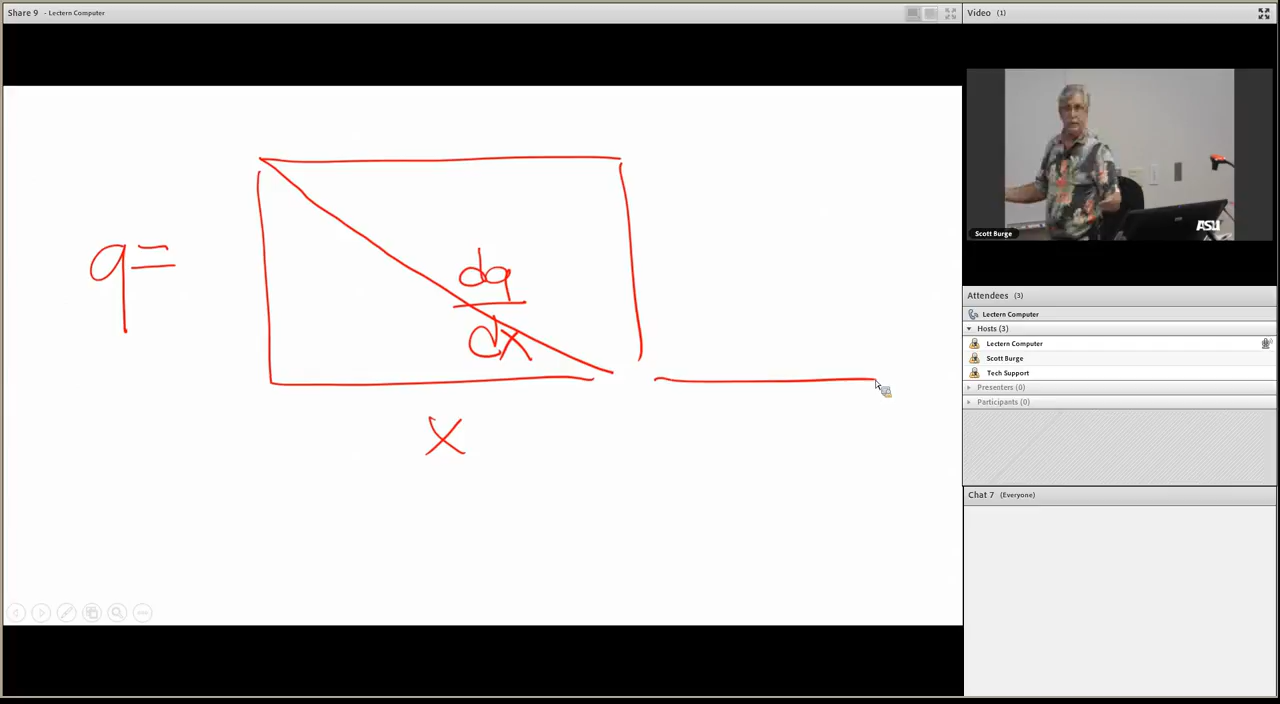 Share 9 - Lectern Computer
Video (1)
q=
dq
dx
x
ASU
Scott Burge
Attendees (3)
Lectern Computer
Hosts (3)
Lectern Computer
Scott Burge
Tech Support
Presenters (0)
Participants (0)
Chat 7 (Everyone)